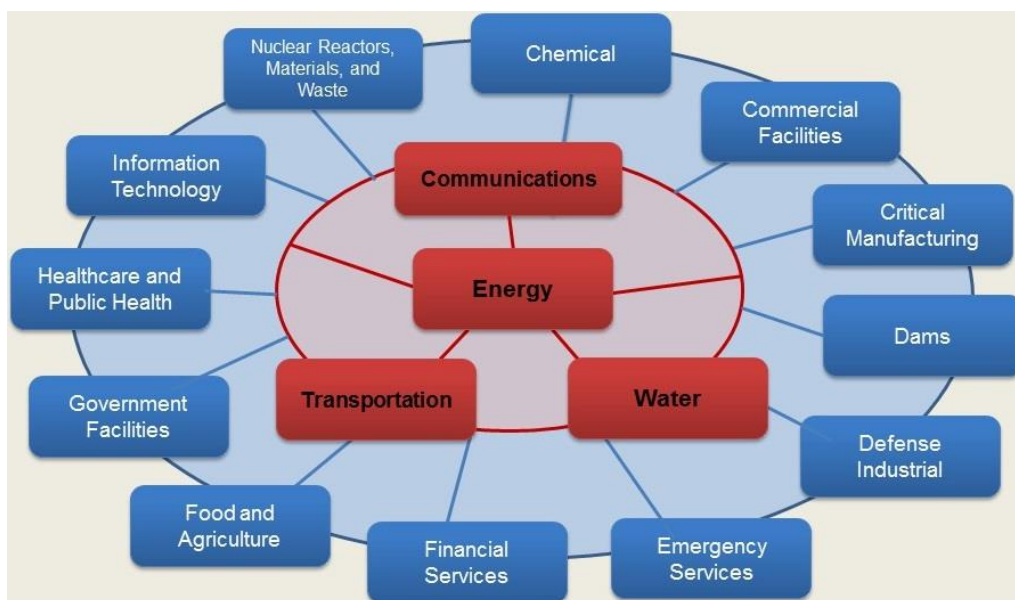 Nuclear Reactors,
Materials, and
Waste
Chemical
Commercial
Facilities
Information
Technology
Communications
Critical
Manufacturing
Healthcare and
Public Health
Energy
Dams
Government
Facilities
Transportation
Water
Defense
Industrial
Food and
Agriculture
Financial
Services
Emergency
Services